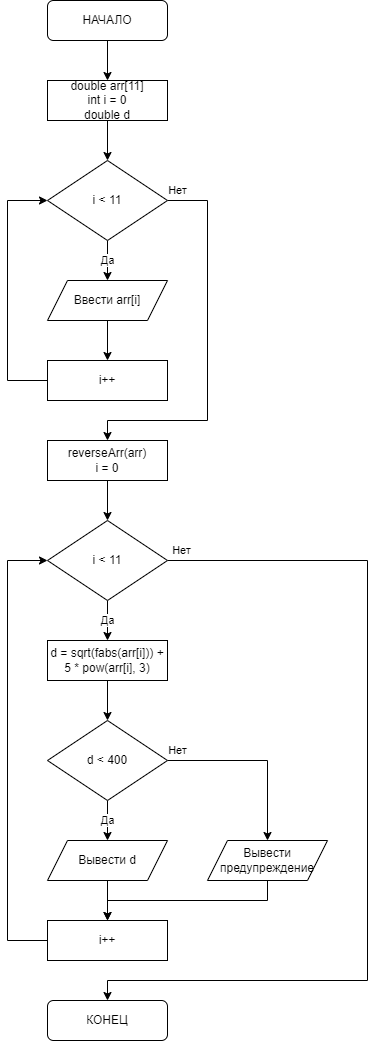 НАЧАЛО
double arr[11]
int i = 0
double d
i < 11
Нет
Да
Ввести arr[i]
i++
reverseArr(arr)
i = 0
i < 11
Нет
Да
d = sqrt(fabs(arr[i])) +
5 * pow(arr[i], 3)
d < 400
Нет
Да
Вывести d
Вывести
предупреждение
i++
КОНЕЦ